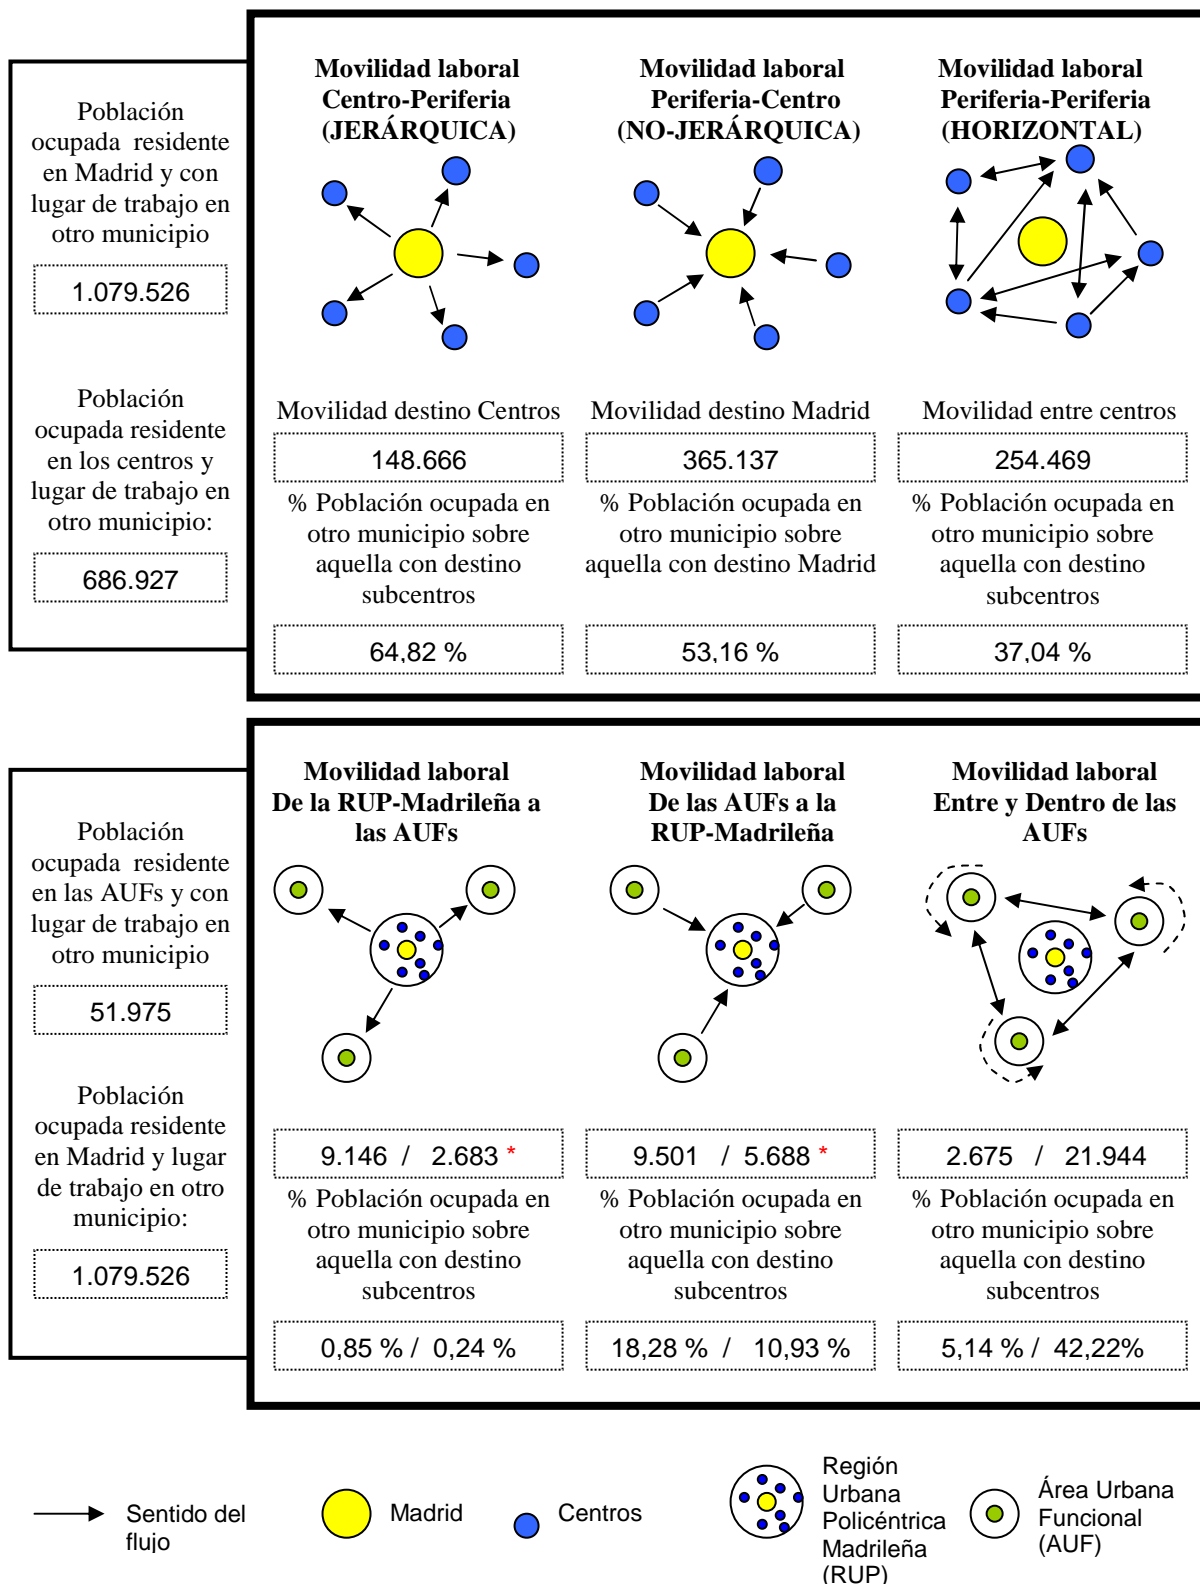 Población
ocupada residente
en Madrid y con
lugar de trabajo en
otro municipio
1.079.526
Población
ocupada residente
en los centros y
lugar de trabajo en
otro municipio:
686.927
Movilidad laboral
Centro-Periferia
(JERÁRQUICA)
Movilidad destino Centros
148.666
% Población ocupada en
otro municipio sobre
aquella con destino
subcentros
64,82 %
Movilidad laboral
Periferia-Centro
(NO-JERÁRQUICA)
Movilidad destino Madrid
365.137
% Población ocupada en
otro municipio sobre
aquella con destino Madrid
53,16 %
Movilidad laboral
Periferia-Periferia
(HORIZONTAL)
Movilidad entre centros
254.469
% Población ocupada en
otro municipio sobre
aquella con destino
subcentros
37,04 %
Población
ocupada residente
en las AUFs y con
lugar de trabajo en
otro municipio
51.975
Población
ocupada residente
en Madrid y lugar
de trabajo en otro
municipio:
1.079.526
Movilidad laboral
De la RUP-Madrileña a
las AUFs
9.146 / 2.683 *
% Población ocupada en
otro municipio sobre
aquella con destino
subcentros
0,85 % / 0,24 %
Movilidad laboral
De las AUFs a la
RUP-Madrileña
9.501 / 5.688 *
% Población ocupada en
otro municipio sobre
aquella con destino
subcentros
18,28 % / 10,93 %
Movilidad laboral
Entre y Dentro de las
AUFs
2.675 / 21.944
% Población ocupada en
otro municipio sobre
aquella con destino
subcentros
5,14 % / 42,22%
Sentido del
flujo
Madrid
Centros
Región
Urbana
Policéntrica
Madrileña
(RUP)
Área Urbana
Funcional
(AUF)